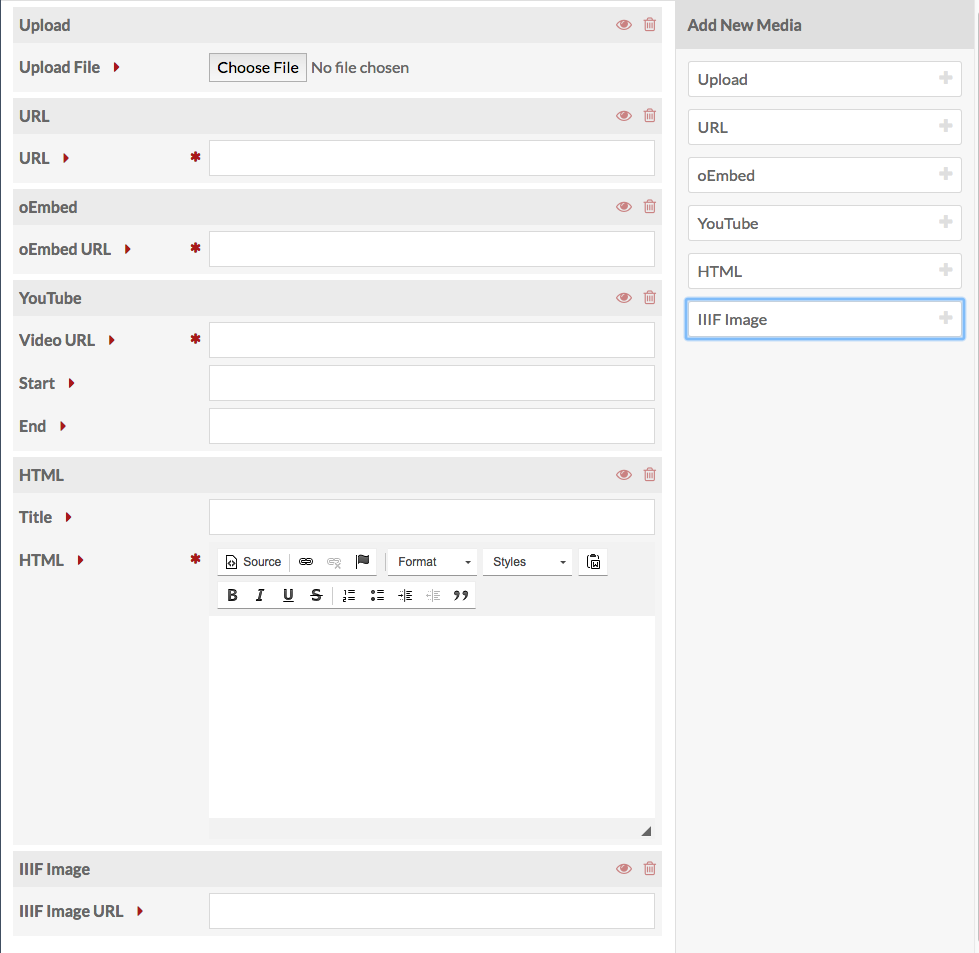 Upload
Upload File
Choose File No file chosen
URL
URL *
oEmbed
oEmbed URL *
YouTube
Video URL *
Start
End
HTML
Title
HTML *
Source Format Styles
B I U S
IIIF Image
IIIF Image URL
Add New Media
Upload
URL
oEmbed
YouTube
HTML
IIIF Image